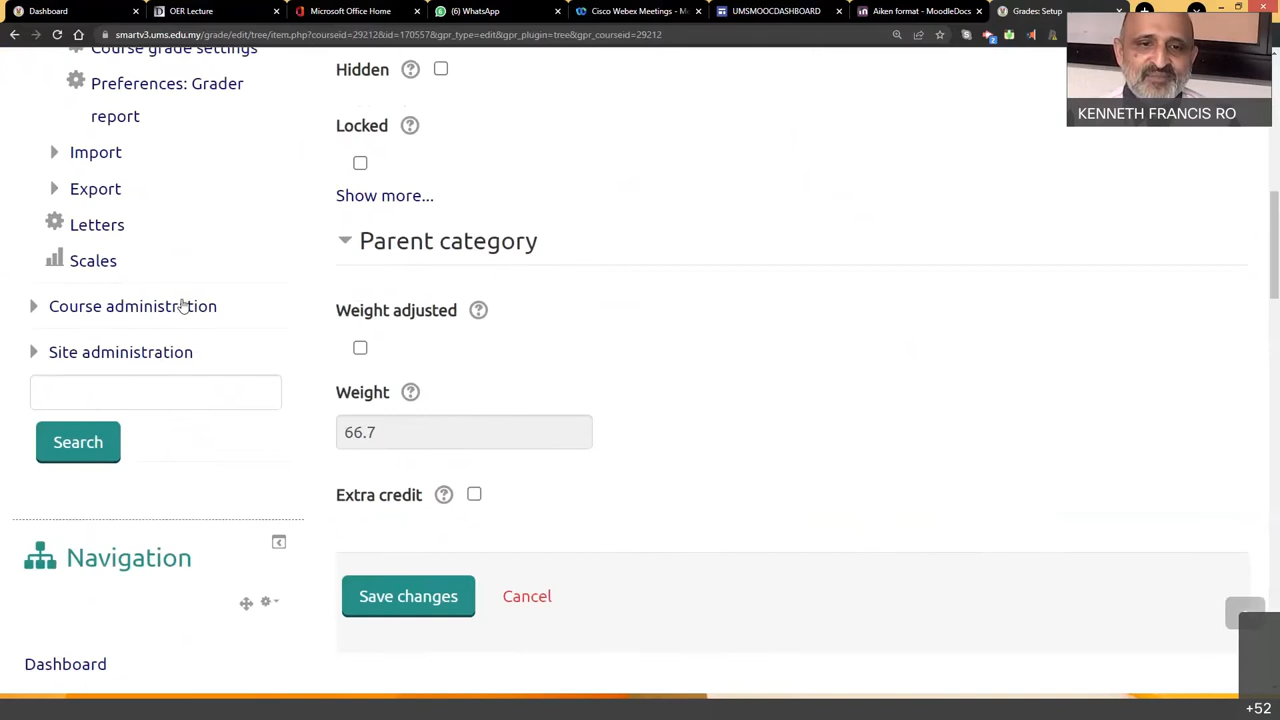 Dashboard
OER Lecture
Microsoft Office Home
(6) WhatsApp
Cisco Webex Meetings - M
UMSMOOCDASHBOARD
Aiken format - MoodleDocs
Grades: Setup
smartv3.ums.edu.my/grade/edit/tree/item.php?courseid=29212&id=170557&gpr_type=edit&gpr_plugin=tree&gpr_courseid=29212
KENNETH FRANCIS RO
Course grade settings
Preferences: Grader
report
Import
Export
Letters
Scales
Course administration
Site administration
Search
Navigation
Dashboard
Hidden
Locked
Show more...
Parent category
Weight adjusted
Weight
66.7
Extra credit
Save changes
Cancel
+52